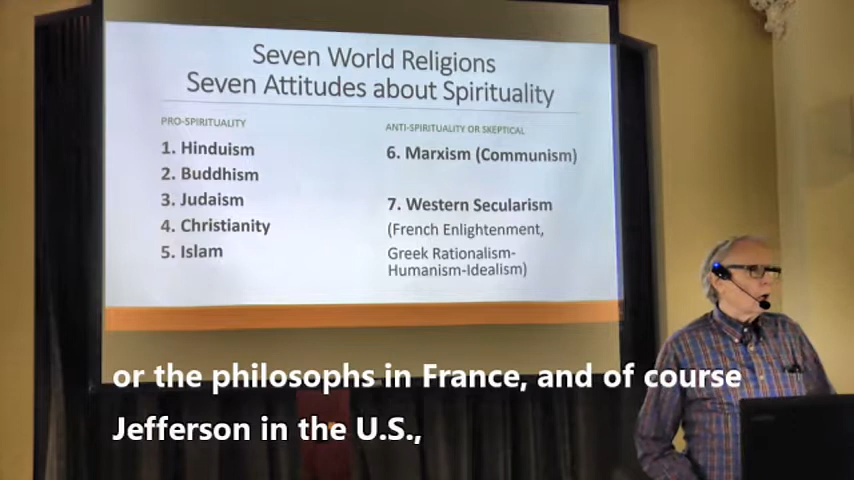 Seven World Religions
Seven Attitudes about Spirituality
PRO-SPIRITUALITY
1. Hinduism
2. Buddhism
3. Judaism
4. Christianity
5. Islam
ANTI-SPIRITUALITY OR SKEPTICAL
6. Marxism (Communism)
7. Western Secularism
(French Enlightenment,
Greek Rationalism-
Humanism-Idealism)
or the philosophs in France, and of course
Jefferson in the U.S.,